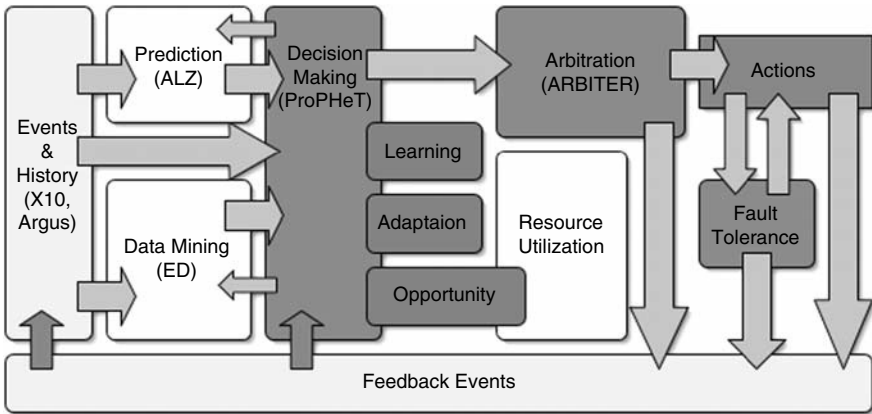 Events
&
History
(X10,
Argus)
Prediction
(ALZ)
Data Mining
(ED)
Decision
Making
(ProPHeT)
Learning
Adaptaion
Opportunity
Arbitration
(ARBITER)
Resource
Utilization
Actions
Fault
Tolerance
Feedback Events